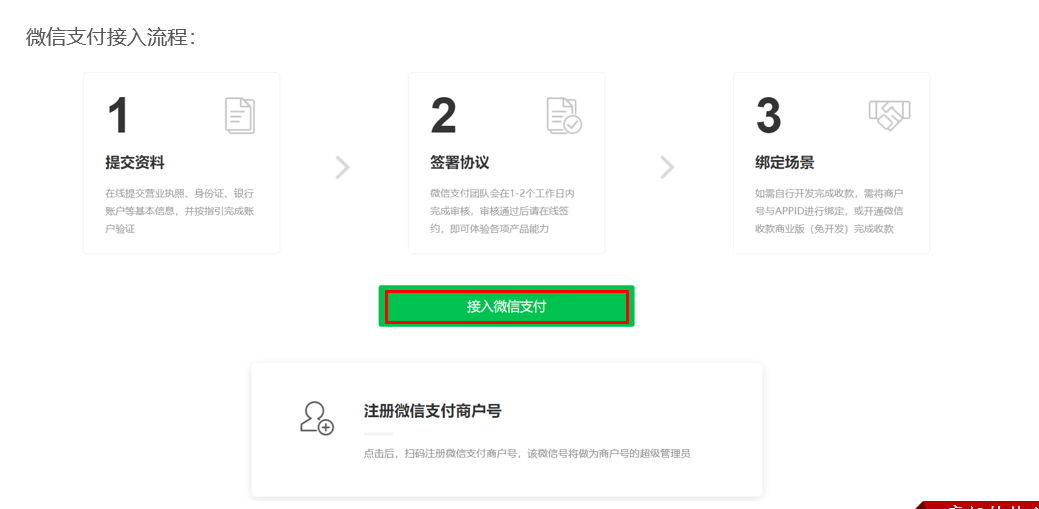 微信支付接入流程：
1
提交资料
在线提交营业执照、身份证、银行
账户等基本信息，并按指引完成账
户验证
2
签署协议
微信支付团队会在1-2个工作日内
完成审核，审核通过后请在线签
约，即可体验各项产品能力
3
绑定场景
如需自行开发完成收款，需将商户
号与APPID进行绑定，或开通微信
收款商业版（免开发）完成收款
接入微信支付
注册微信支付商户号
点击后，扫码注册微信支付商户号，该微信号将做为商户号的超级管理员